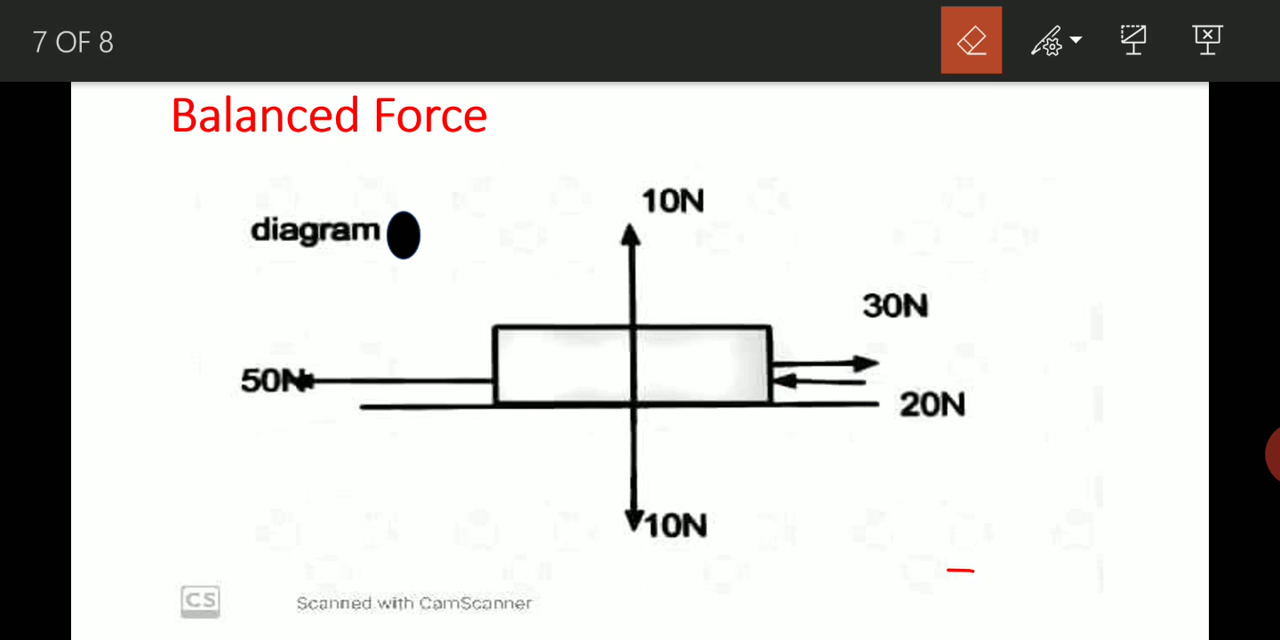 7 OF 8
Balanced Force
10N
diagram
30N
50N
20N
10N
CS
Scanned with CamScanner